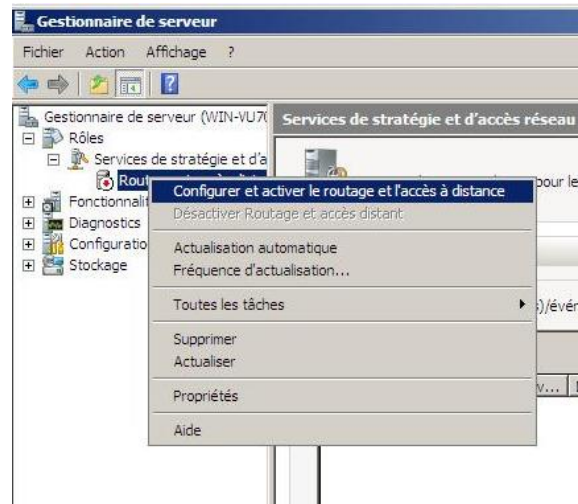 Gestionnaire de serveur
Fichier Action Affichage ?
Gestionnaire de serveur (WIN-VU7
Services de stratégie et d'accès réseau
Rôles
Services de stratégie et d'a
Rout
Configurer et activer le routage et l'accès à distance
pour le
Fonctionnalit
Désactiver Routage et accès distant
Diagnostics
Configuratio
Actualisation automatique
Stockage
Fréquence d'actualisation...
Toutes les tâches
)/évér
Supprimer
Actualiser
v...
Propriétés
Aide